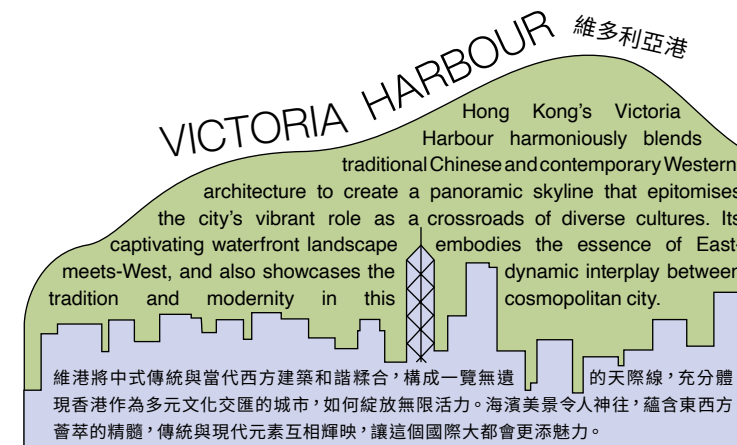 VICTORIA HARBOUR 維多利亞港
Hong Kong’s Victoria
Harbour harmoniously blends
traditional Chinese and contemporary Western
architecture to create a panoramic skyline that epitomises
the city’s vibrant role as a crossroads of diverse cultures. Its
captivating waterfront landscape embodies the essence of East-
meets-West, and also showcases the dynamic interplay between
tradition and modernity in this cosmopolitan city.
維港將中式傳統與當代西方建築和諧糅合，構成一覽無遺的天際線，充分體
現香港作為多元文化交匯的城市，如何綻放無限活力。海濱美景令人神往，蘊含東西方
薈萃的精髓，傳統與現代元素互相輝映，讓這個國際大都會更添魅力。